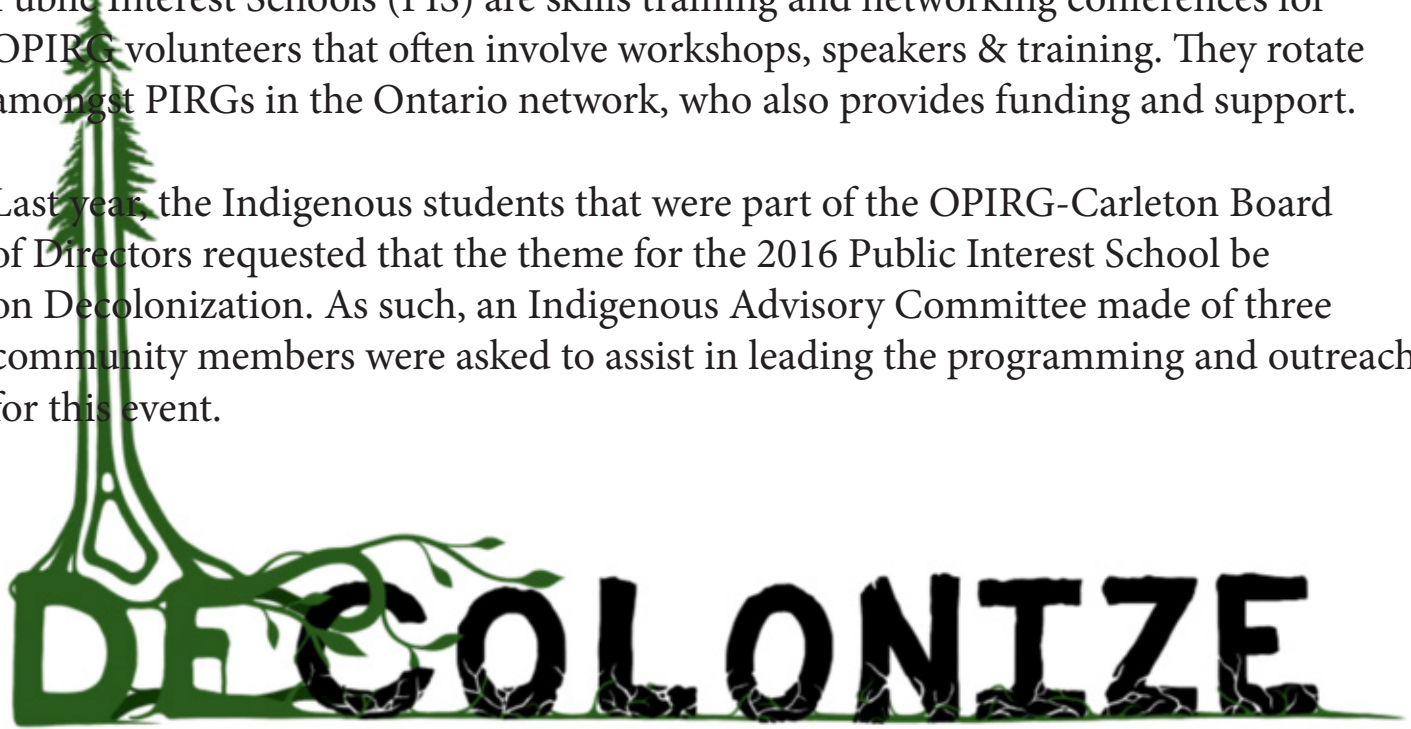 Public Interest Schools (PIS) are skills training and networking conferences for
OPIRG volunteers that often involve workshops, speakers & training. They rotate
amongst PIRGs in the Ontario network, who also provides funding and support.
Last year, the Indigenous students that were part of the OPIRG-Carleton Board
of Directors requested that the theme for the 2016 Public Interest School be
on Decolonization. As such, an Indigenous Advisory Committee made of three
community members were asked to assist in leading the programming and outreach
for this event.
DECOLONIZE